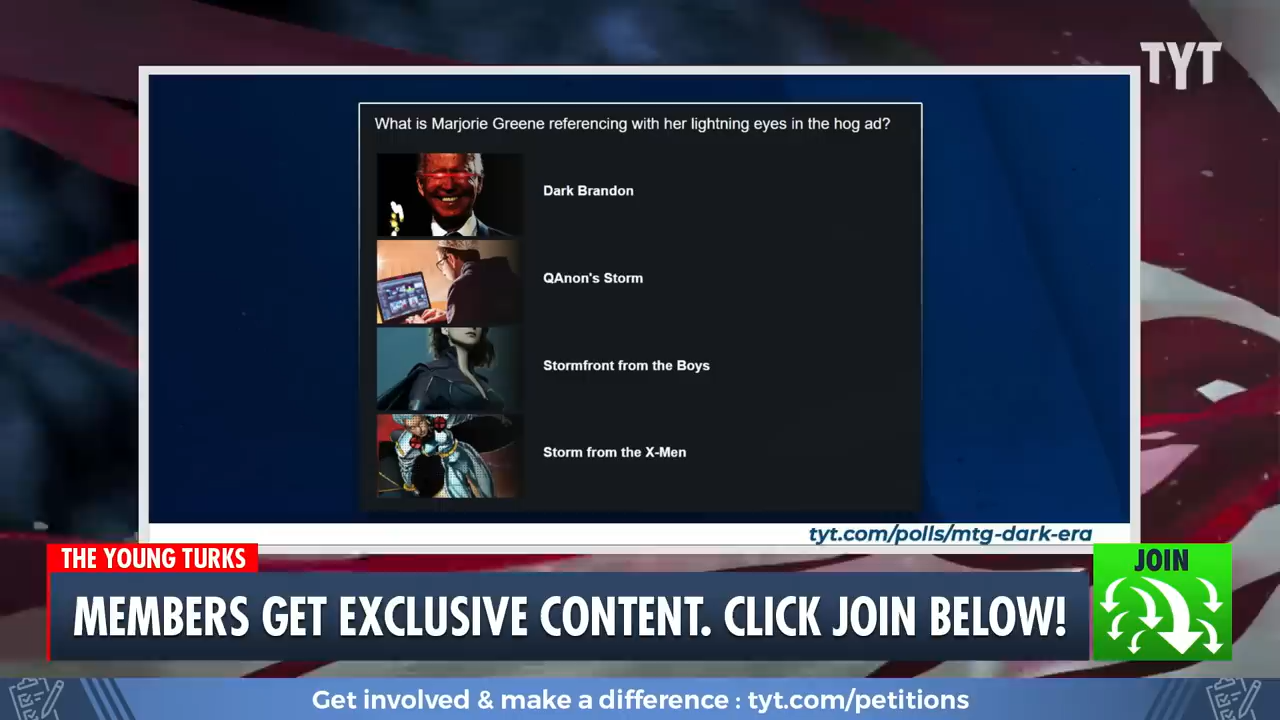 TYT
What is Marjorie Greene referencing with her lightning eyes in the hog ad?
Dark Brandon
QAnon's Storm
Stormfront from the Boys
Storm from the X-Men
tyt.com/polls/mtg-dark-era
THE YOUNG TURKS
JOIN
MEMBERS GET EXCLUSIVE CONTENT. CLICK JOIN BELOW!
Get involved & make a difference : tyt.com/petitions